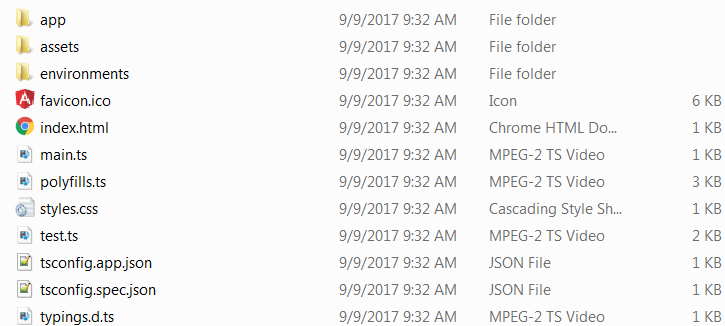 app 9/9/2017 9:32 AM File folder
assets 9/9/2017 9:32 AM File folder
environments 9/9/2017 9:32 AM File folder
favicon.ico 9/9/2017 9:32 AM Icon 6 KB
index.html 9/9/2017 9:32 AM Chrome HTML Do... 1 KB
main.ts 9/9/2017 9:32 AM MPEG-2 TS Video 1 KB
polyfills.ts 9/9/2017 9:32 AM MPEG-2 TS Video 3 KB
styles.css 9/9/2017 9:32 AM Cascading Style Sh... 1 KB
test.ts 9/9/2017 9:32 AM MPEG-2 TS Video 2 KB
tsconfig.app.json 9/9/2017 9:32 AM JSON File 1 KB
tsconfig.spec.json 9/9/2017 9:32 AM JSON File 1 KB
typings.d.ts 9/9/2017 9:32 AM MPEG-2 TS Video 1 KB